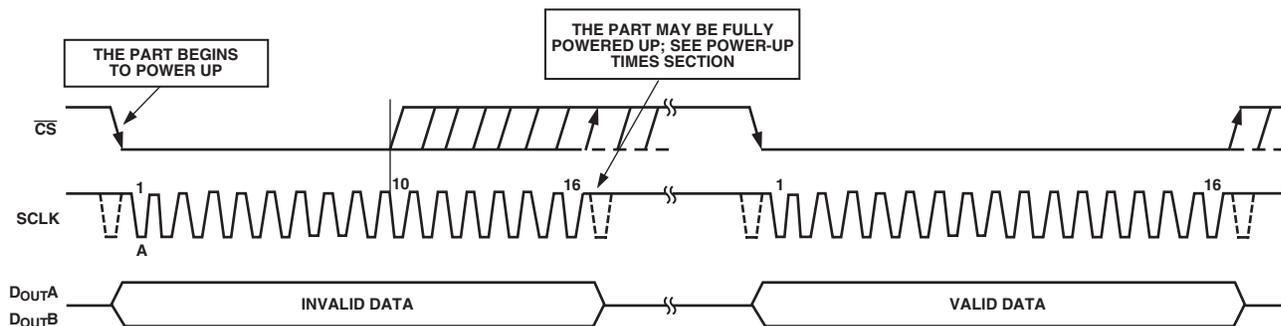 THE PART BEGINS
TO POWER UP
THE PART MAY BE FULLY
POWERED UP; SEE POWER-UP
TIMES SECTION
CS
SCLK
1
10
16
1
16
A
DOUTA
DOUTB
INVALID DATA
VALID DATA